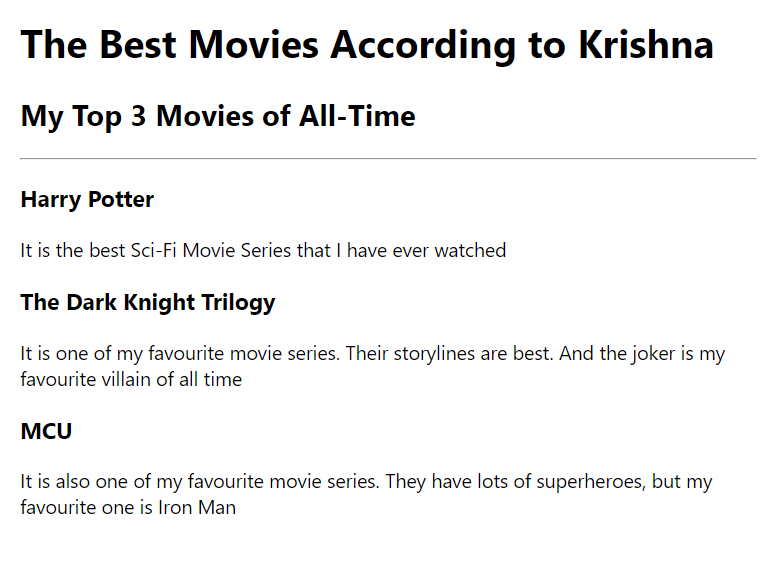 The Best Movies According to Krishna
My Top 3 Movies of All-Time
Harry Potter
It is the best Sci-Fi Movie Series that I have ever watched
The Dark Knight Trilogy
It is one of my favourite movie series. Their storylines are best. And the joker is my
favourite villain of all time
MCU
It is also one of my favourite movie series. They have lots of superheroes, but my
favourite one is Iron Man